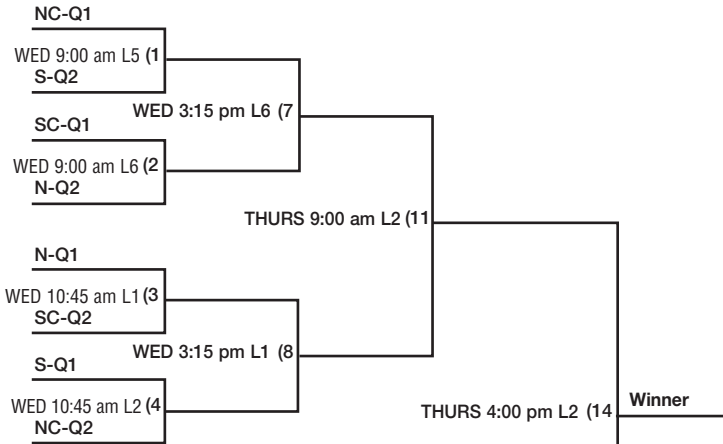 NC-Q1
WED 9:00 am L5 (1
S-Q2
WED 3:15 pm L6 (7
SC-Q1
WED 9:00 am L6 (2
N-Q2
THURS 9:00 am L2 (11
N-Q1
WED 10:45 am L1 (3
SC-Q2
WED 3:15 pm L1 (8
S-Q1
WED 10:45 am L2 (4
NC-Q2
THURS 4:00 pm L2 (14
Winner